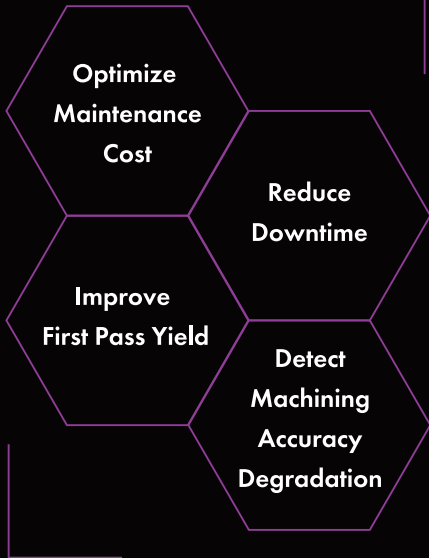 Optimize
Maintenance
Cost
Reduce
Downtime
Improve
First Pass Yield
Detect
Machining
Accuracy
Degradation